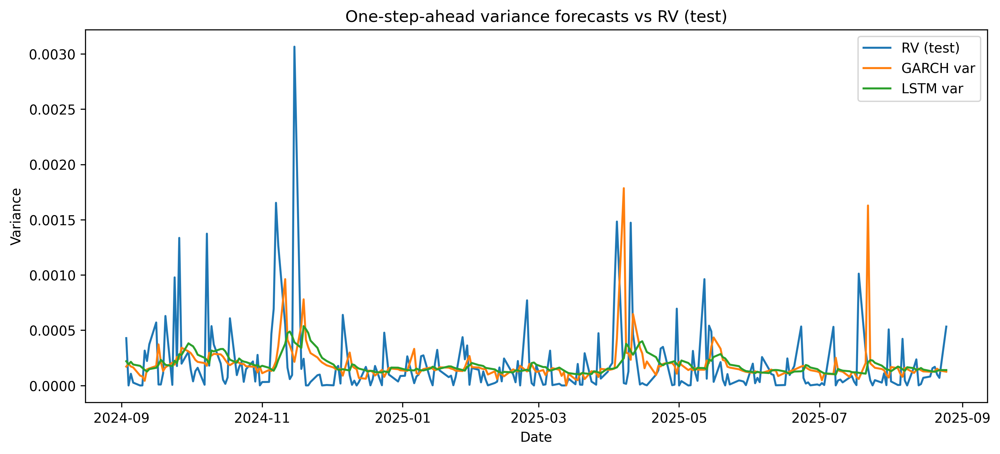 One-step-ahead variance forecasts vs RV (test)
RV (test)
GARCH var
LSTM var
Variance
0.0030
0.0025
0.0020
0.0015
0.0010
0.0005
0.0000
2024-09
2024-11
2025-01
2025-03
2025-05
2025-07
2025-09
Date